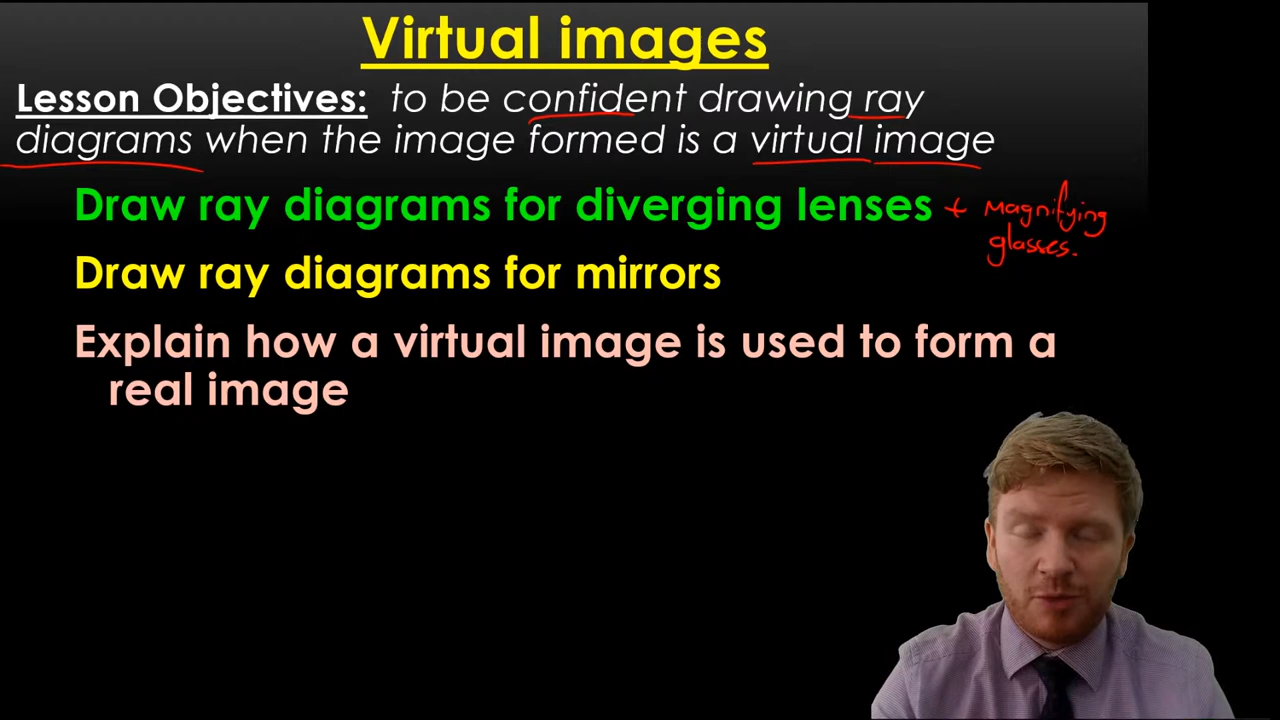 Virtual images
Lesson Objectives: to be confident drawing ray
diagrams when the image formed is a virtual image
Draw ray diagrams for diverging lenses + Magnifying
glasses.
Draw ray diagrams for mirrors
Explain how a virtual image is used to form a
real image